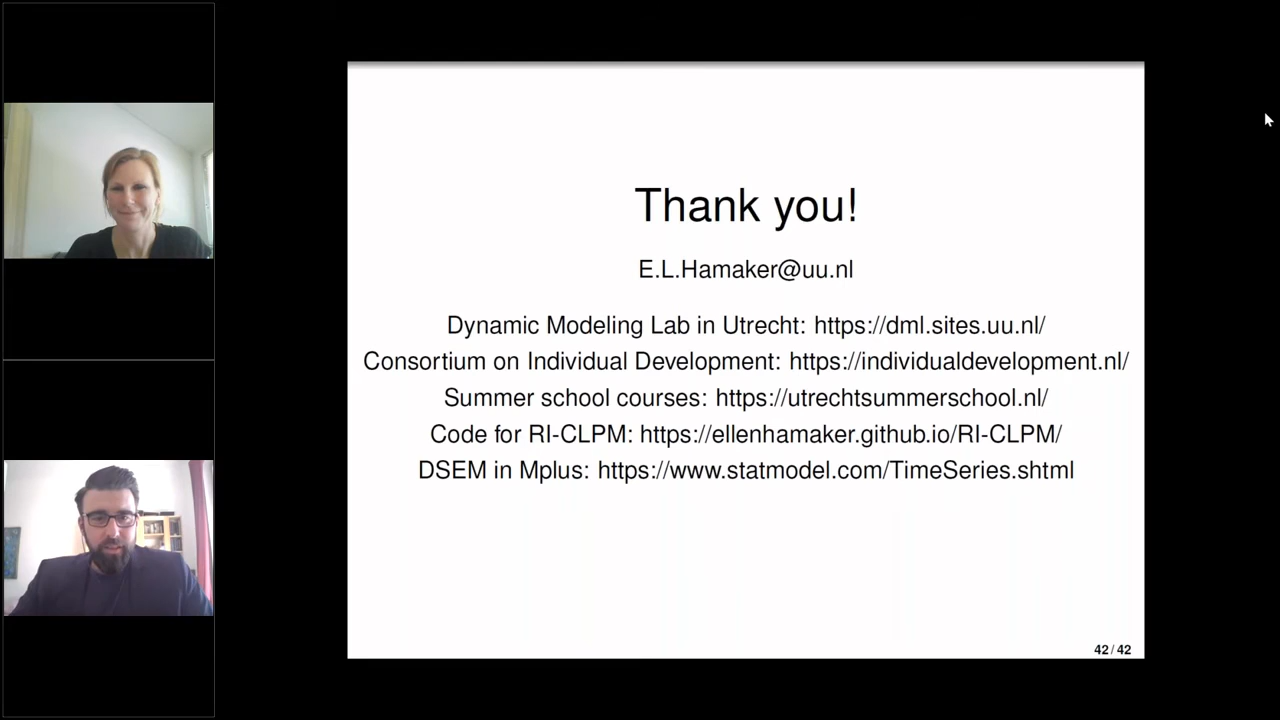 Thank you!
E.L.Hamaker@uu.nl
Dynamic Modeling Lab in Utrecht: https://dml.sites.uu.nl/
Consortium on Individual Development: https://individualdevelopment.nl/
Summer school courses: https://utrechtsummerschool.nl/
Code for RI-CLPM: https://ellenhamaker.github.io/RI-CLPM/
DSEM in Mplus: https://www.statmodel.com/TimeSeries.shtml
42 / 42